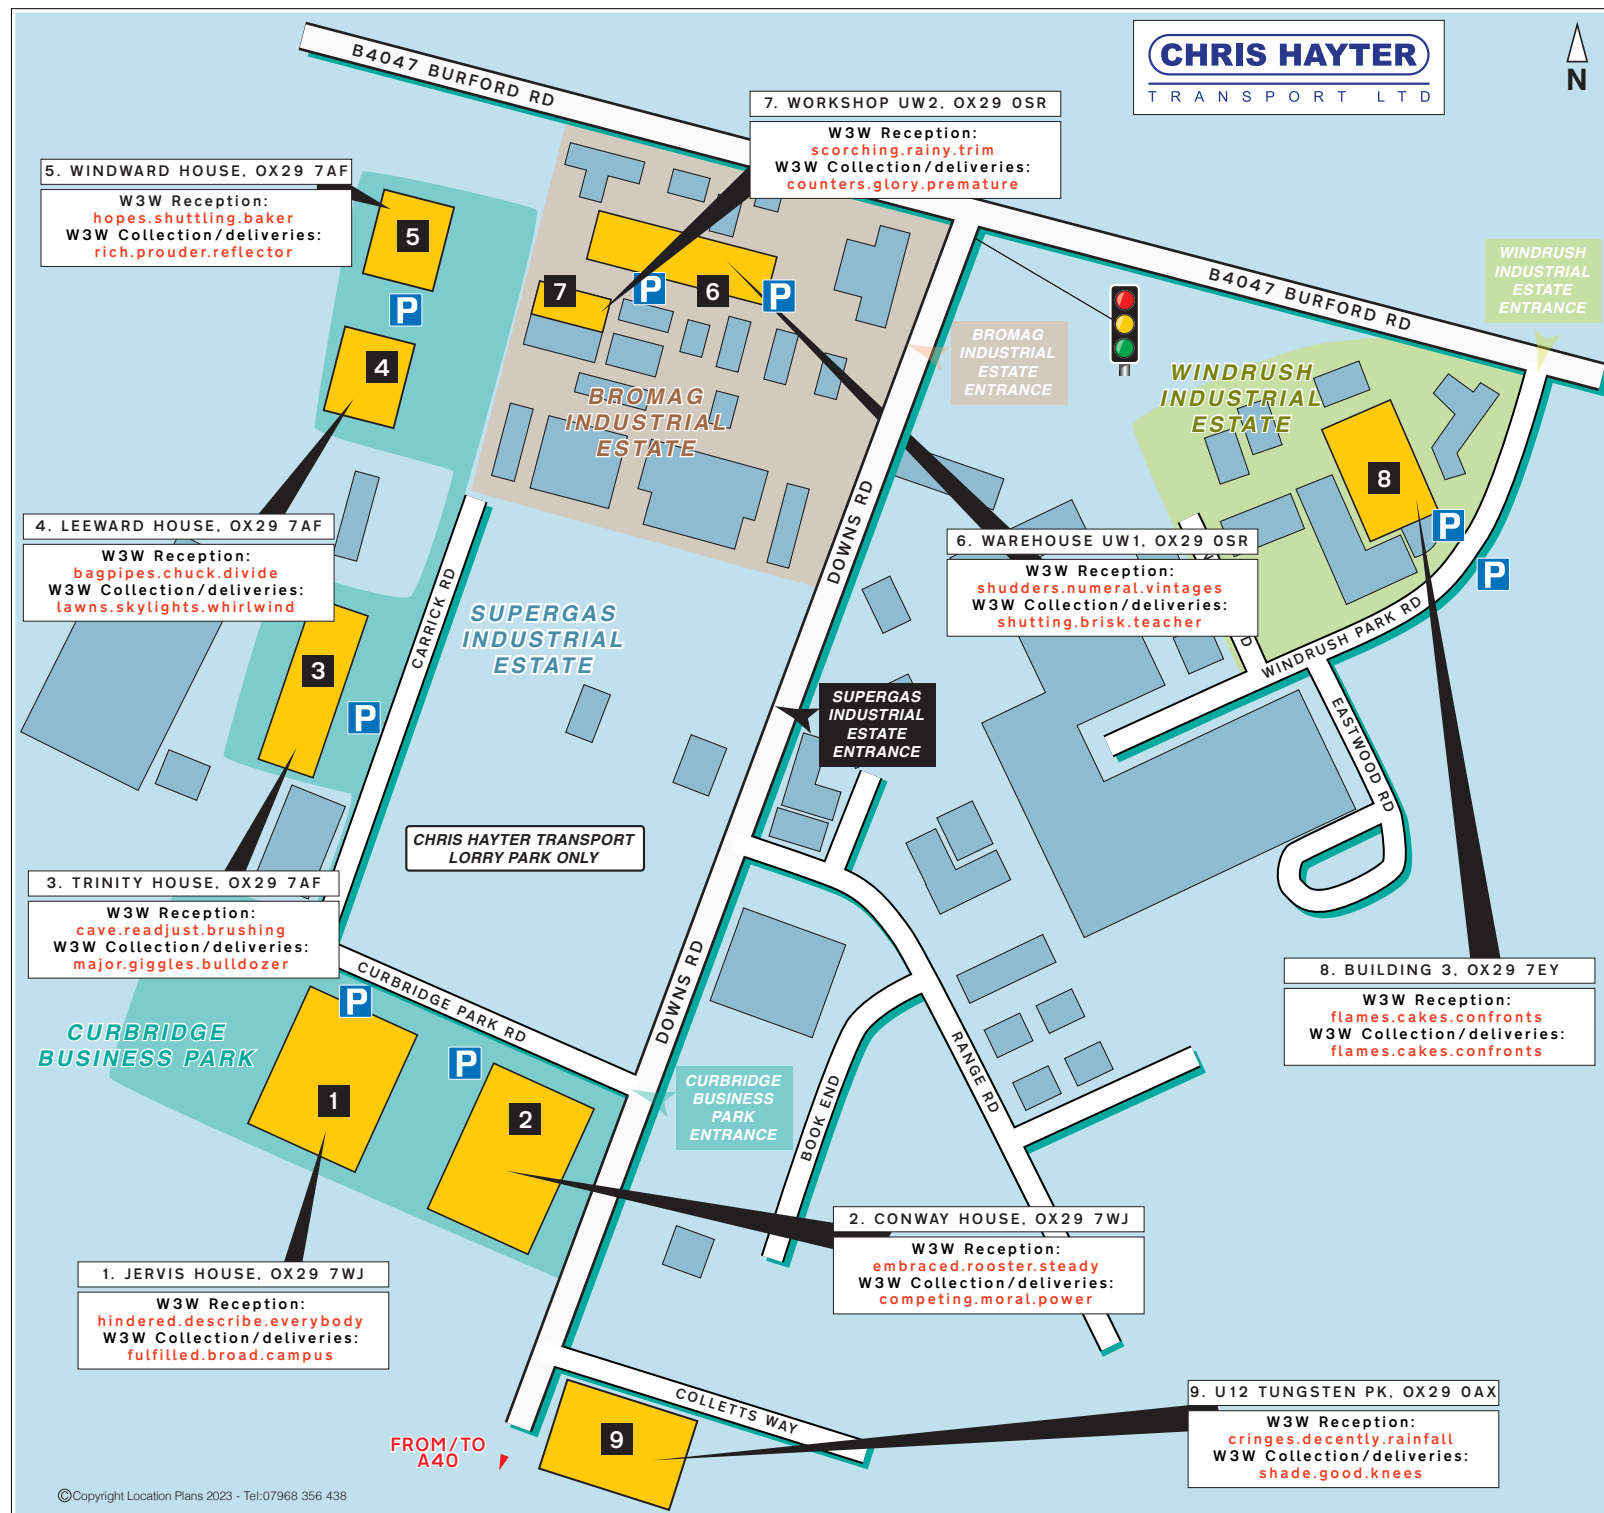 B4047 BURFORD RD
CHRIS HAYTER
TRANSPORT LTD
N
7. WORKSHOP UW2, OX29 0SR
W3W Reception:
scorching.rainy.trim
W3W Collection/deliveries:
counters.glory.premature
5. WINDWARD HOUSE, OX29 7AF
W3W Reception:
hopes.shuttling.baker
W3W Collection/deliveries:
rich.prouder.reflector
5
P
4
7
P
6
P
B4047 BURFORD RD
WINDRUSH
INDUSTRIAL
ESTATE
ENTRANCE
BROMAG
INDUSTRIAL
ESTATE
ENTRANCE
WINDRUSH
INDUSTRIAL
ESTATE
BROMAG
INDUSTRIAL
ESTATE
8
P
P
DOWNS RD
4. LEEWARD HOUSE, OX29 7AF
W3W Reception:
bagpipes.chuck.divide
W3W Collection/deliveries:
lawns.skylights.whirlwind
6. WAREHOUSE UW1, OX29 0SR
W3W Reception:
shudders.numeral.vintages
W3W Collection/deliveries:
shutting.brisk.teacher
CARRICK RD
SUPERGAS
INDUSTRIAL
ESTATE
D
WINDRUSH PARK RD
3
P
SUPERGAS
INDUSTRIAL
ESTATE
ENTRANCE
EASTWOOD RD
CHRIS HAYTER TRANSPORT
LORRY PARK ONLY
3. TRINITY HOUSE, OX29 7AF
W3W Reception:
cave.readjust.brushing
W3W Collection/deliveries:
major.giggles.bulldozer
DOWNS RD
CURBRIDGE PARK RD
P
P
CURBRIDGE
BUSINESS PARK
1
2
CURBRIDGE
BUSINESS
PARK
ENTRANCE
BOOK END
RANGE RD
8. BUILDING 3, OX29 7EY
W3W Reception:
flames.cakes.confronts
W3W Collection/deliveries:
flames.cakes.confronts
2. CONWAY HOUSE, OX29 7WJ
W3W Reception:
embraced.rooster.steady
W3W Collection/deliveries:
competing.moral.power
1. JERVIS HOUSE, OX29 7WJ
W3W Reception:
hindered.describe.everybody
W3W Collection/deliveries:
fulfilled.broad.campus
COLLETTS WAY
9
9. U12 TUNGSTEN PK, OX29 0AX
W3W Reception:
cringes.decently.rainfall
W3W Collection/deliveries:
shade.good.knees
FROM/TO
A40
©Copyright Location Plans 2023 - Tel:07968 356 438